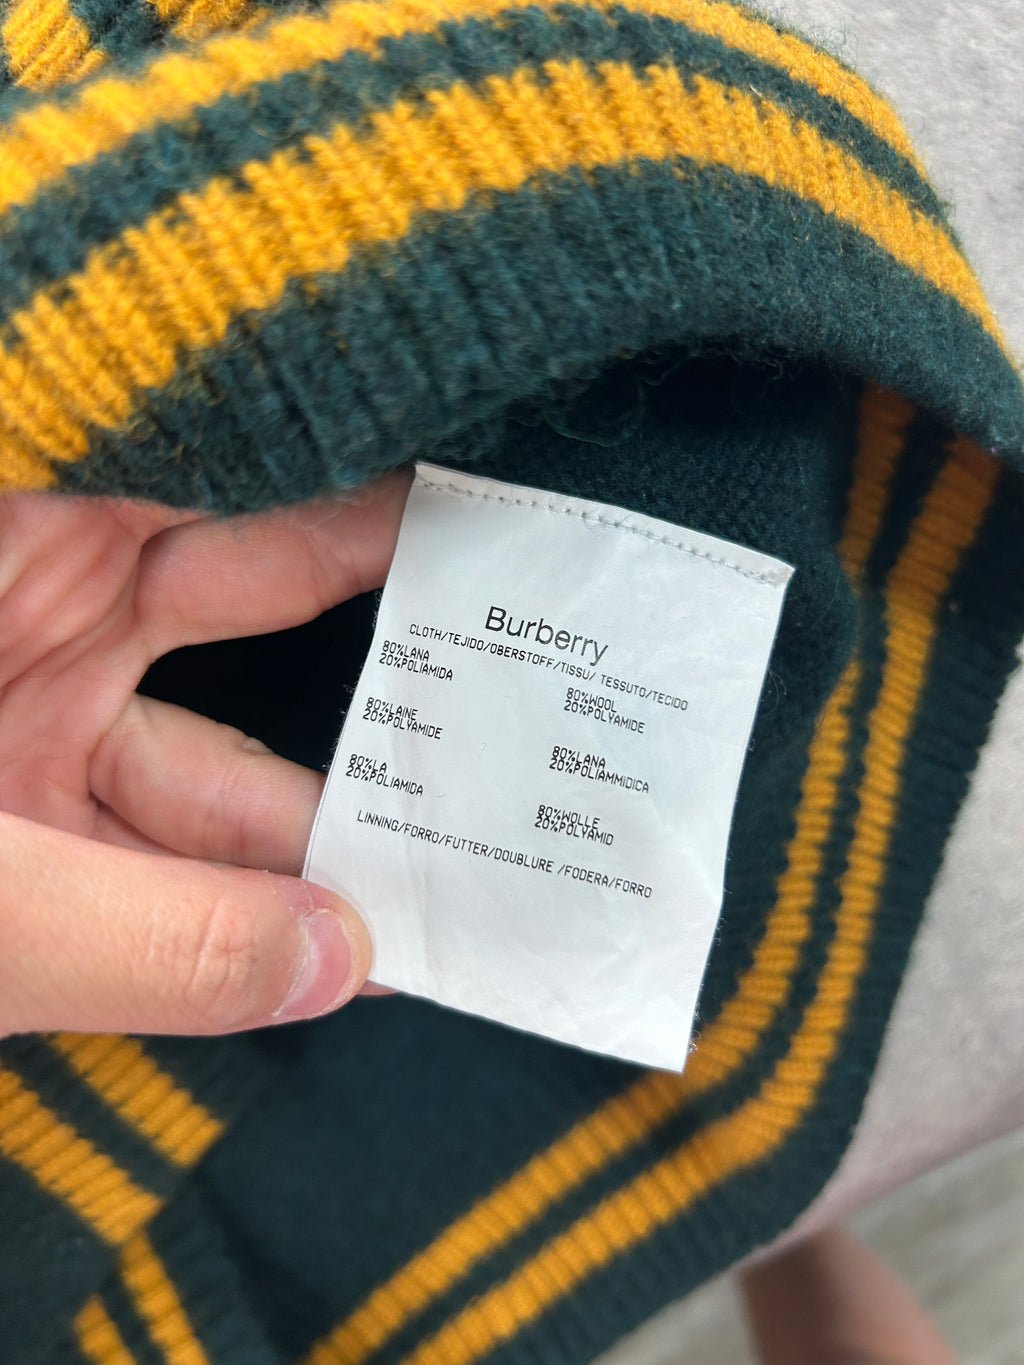 Burberry
CLOTH/TEJIDO/OBERSTOFF/TISSU/ TESSUTO/TECIDO
80%LANA
20%POLIAMIDA
80%WOOL
20%POLYAMIDE
80%LAINE
20%POLYAMIDE
80%LANA
20%POLIAMMIDICA
80%LA
20%POLIAMIDA
80%WOLLE
20%POLYAMID
LINNING/FORRO/FUTTER/DOUBLURE /FODERA/FORRO